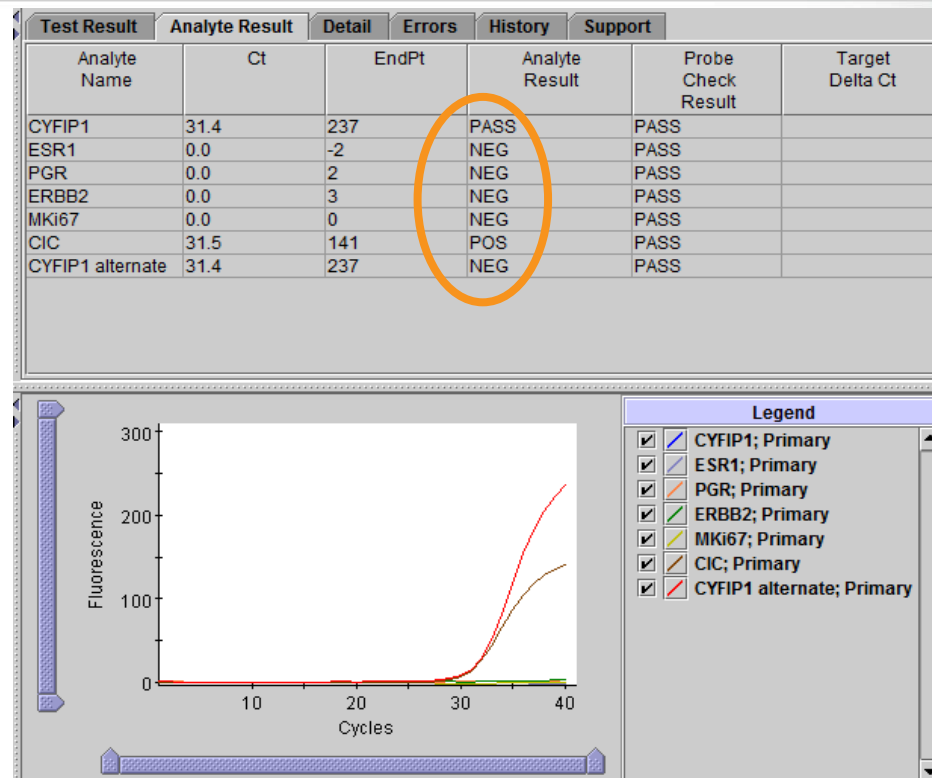 Test Result Analyte Result Detail Errors History Support
Analyte Name Ct EndPt Analyte Result Probe Check Result Target Delta Ct
CYFIP1 31.4 237 PASS PASS
ESR1 0.0 -2 NEG PASS
PGR 0.0 2 NEG PASS
ERBB2 0.0 3 NEG PASS
MKi67 0.0 0 NEG PASS
CIC 31.5 141 POS PASS
CYFIP1 alternate 31.4 237 NEG PASS
300
200
100
0
Fluorescence
10 20 30 40
Cycles
Legend
CYFIP1; Primary
ESR1; Primary
PGR; Primary
ERBB2; Primary
MKi67; Primary
CIC; Primary
CYFIP1 alternate; Primary